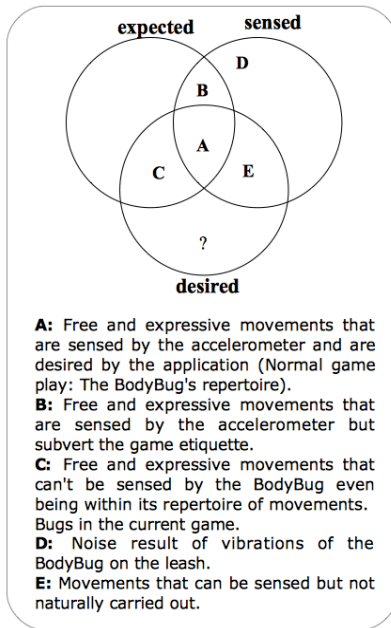 expected
sensed
D
B
A
C
E
?
desired
A: Free and expressive movements that
are sensed by the accelerometer and are
desired by the application (Normal game
play: The BodyBug's repertoire).
B: Free and expressive movements that
are sensed by the accelerometer but
subvert the game etiquette.
C: Free and expressive movements that
can't be sensed by the BodyBug even
being within its repertoire of movements.
Bugs in the current game.
D: Noise result of vibrations of the
BodyBug on the leash.
E: Movements that can be sensed but not
naturally carried out.